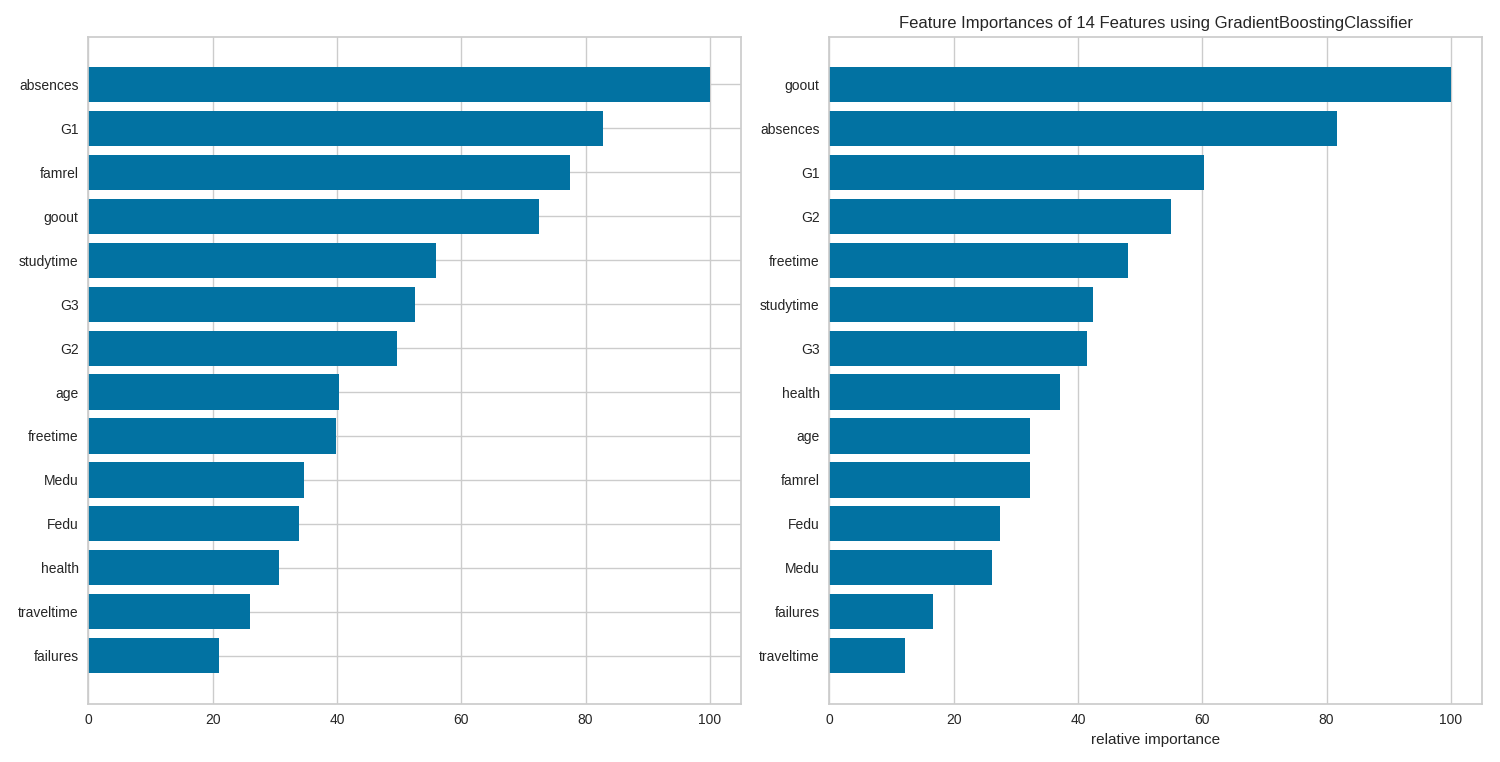 absences
G1
famrel
goout
studytime
G3
G2
age
freetime
Medu
Fedu
health
traveltime
failures
0 20 40 60 80 100
Feature Importances of 14 Features using GradientBoostingClassifier
goout
absences
G1
G2
freetime
studytime
G3
health
age
famrel
Fedu
Medu
failures
traveltime
0 20 40 60 80 100
relative importance